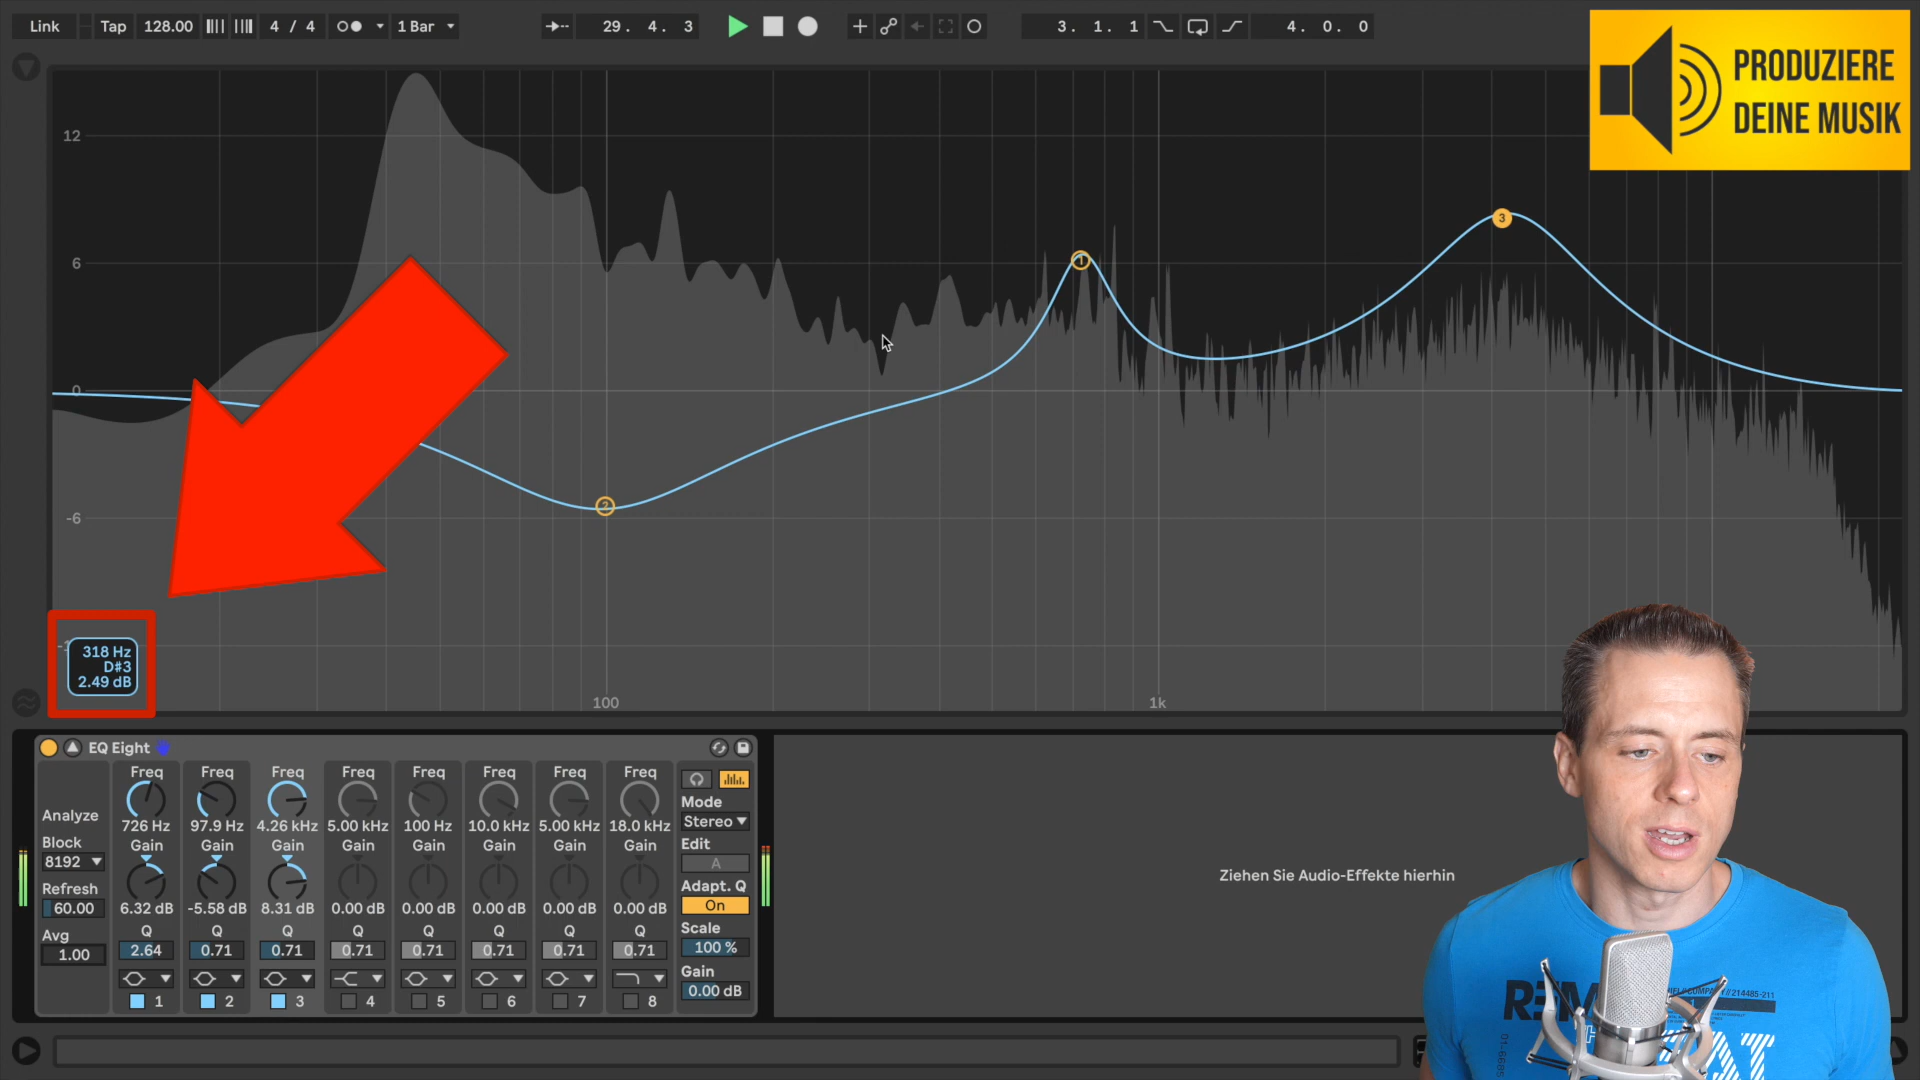 Link Tap 128.00 4 / 4 1 Bar 29. 4. 3 3. 1. 1 4. 0. 0
PRODUZIERE
DEINE MUSIK
12
6
0
-6
318 Hz
D#3
2.49 dB
100 1k
EQ Eight
Analyze
Block
8192
Refresh
60.00
Avg
1.00
Freq Freq Freq Freq Freq Freq Freq Freq
726 Hz 97.9 Hz 4.26 kHz 5.00 kHz 100 Hz 10.0 kHz 5.00 kHz 18.0 kHz
Gain Gain Gain Gain Gain Gain Gain Gain
6.32 dB -5.58 dB 8.31 dB 0.00 dB 0.00 dB 0.00 dB 0.00 dB 0.00 dB
Q Q Q Q Q Q Q Q
2.64 0.71 0.71 0.71 0.71 0.71 0.71 0.71
1 2 3 4 5 6 7 8
Mode
Stereo
Edit
A
Adapt. Q
On
Scale
100 %
Gain
0.00 dB
Ziehen Sie Audio-Effekte hierhin
1
2
3